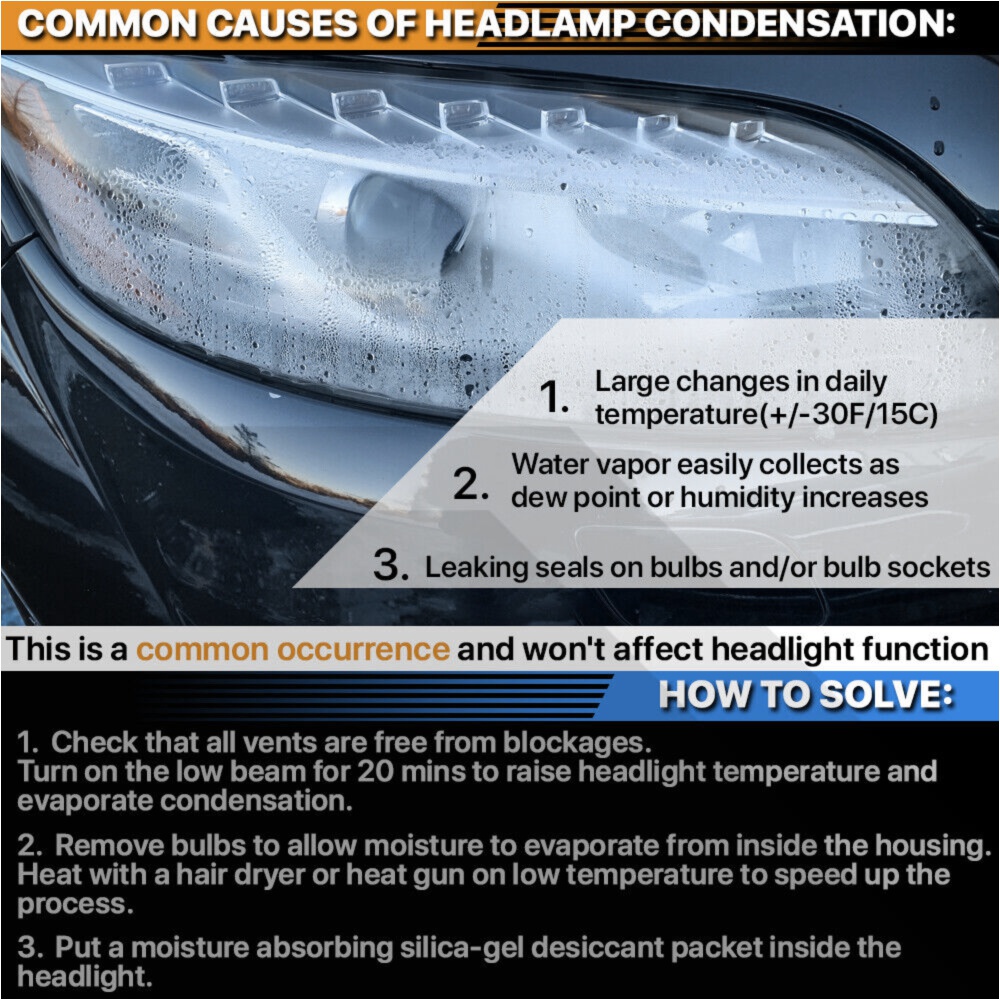 COMMON CAUSES OF HEADLAMP CONDENSATION:
1. Large changes in daily
temperature(+/-30F/15C)
2. Water vapor easily collects as
dew point or humidity increases
3. Leaking seals on bulbs and/or bulb sockets
This is a common occurrence and won't affect headlight function
HOW TO SOLVE:
1. Check that all vents are free from blockages.
Turn on the low beam for 20 mins to raise headlight temperature and
evaporate condensation.
2. Remove bulbs to allow moisture to evaporate from inside the housing.
Heat with a hair dryer or heat gun on low temperature to speed up the
process.
3. Put a moisture absorbing silica-gel desiccant packet inside the
headlight.